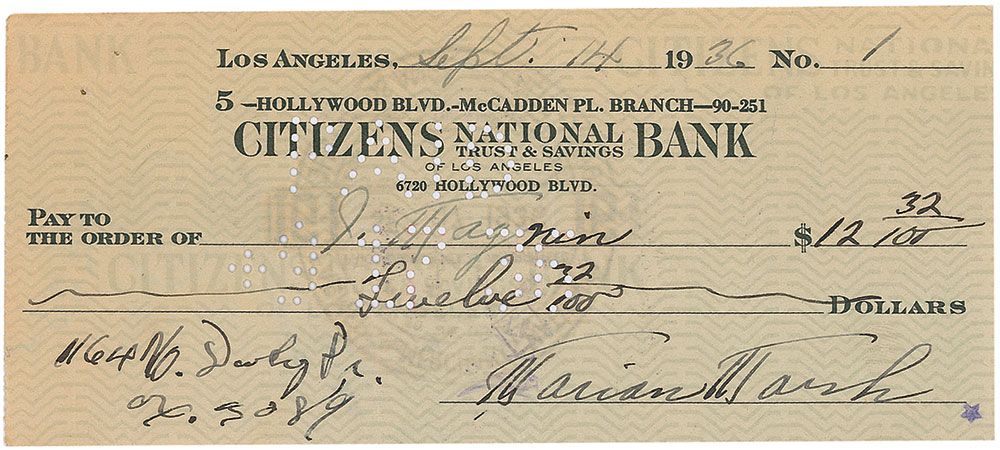 LOS ANGELES, Sept. 14 1936 No. 1
5—HOLLYWOOD BLVD.-McCADDEN PL. BRANCH—90-251
CITIZENS NATIONAL TRUST & SAVINGS BANK
OF LOS ANGELES
6720 HOLLYWOOD BLVD.
PAY TO THE ORDER OF I. Magnin $12 32/100
Twelve 32/100 DOLLARS
1164 N. Dr.
Marian Marsh